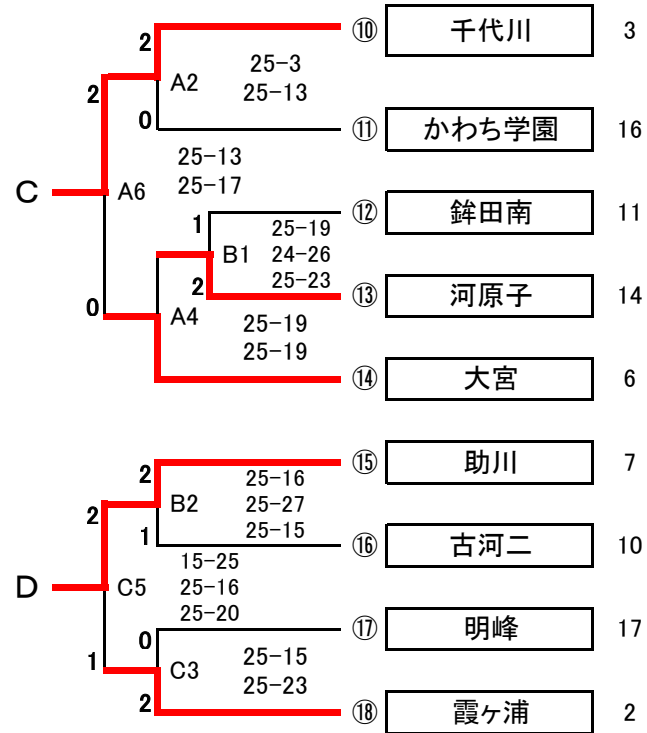 2 ⑩ 千代川 3
25-3
2 A2 25-13
0 ⑪ かわち学園 16
25-13
25-17
C A6
1 ⑫ 鉾田南 11
25-19
B1 24-26
2 25-23
⑬ 河原子 14
0 A4 25-19
25-19
⑭ 大宮 6
2 ⑮ 助川 7
25-16
2 B2 25-27
1 25-15
⑯ 古河二 10
15-25
D C5 25-16
25-20
0 ⑰ 明峰 17
1 C3 25-15
2 25-23
⑱ 霞ヶ浦 2